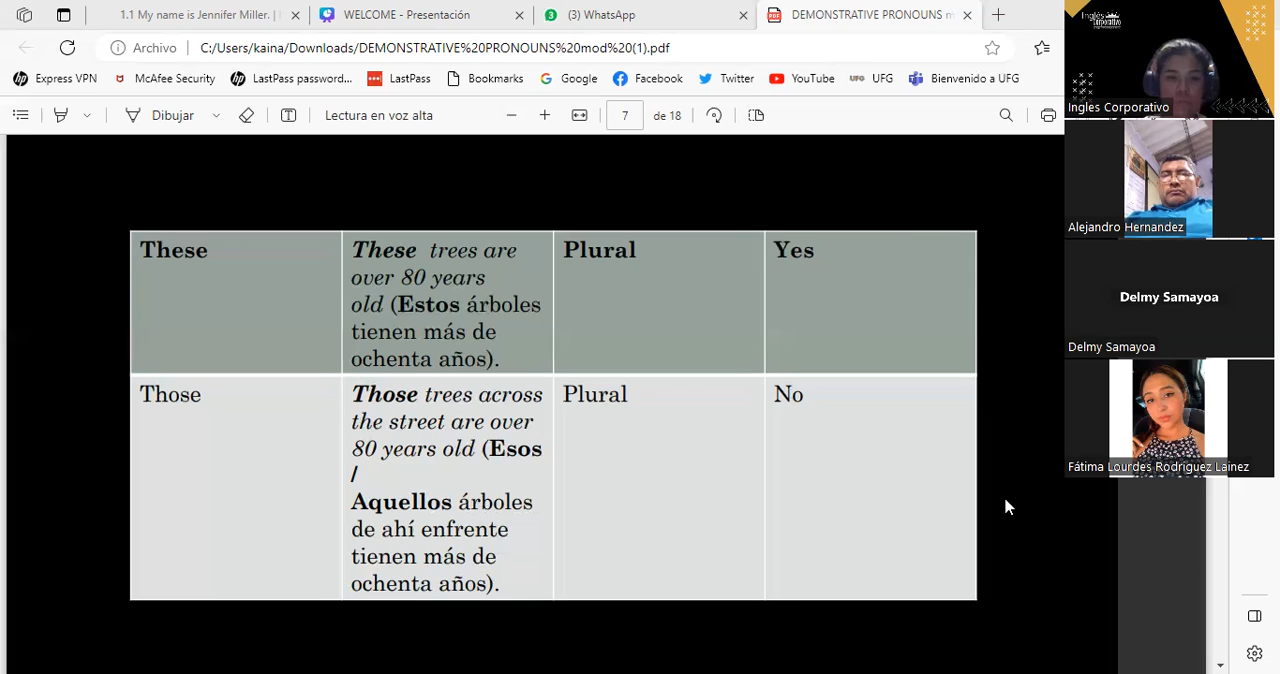 1.1 My name is Jennifer Miller. |
WELCOME - Presentación
3 (3) WhatsApp
PDF DEMONSTRATIVE PRONOUNS m
Archivo
C:/Users/kaina/Downloads/DEMONSTRATIVE%20PRONOUNS%20mod%20(1).pdf
Express VPN
McAfee Security
LastPass password...
LastPass
Bookmarks
Google
Facebook
Twitter
YouTube
UFG UFG
Bienvenido a UFG
Dibujar
Lectura en voz alta
7
de 18
These
These trees are
over 80 years
old (Estos árboles
tienen más de
ochenta años).
Plural
Yes
Those
Those trees across
the street are over
80 years old (Esos
/
Aquellos árboles
de ahí enfrente
tienen más de
ochenta años).
Plural
No
Inglés
Corporativo
Ingles Corporativo
Alejandro Hernandez
Delmy Samayoa
Delmy Samayoa
Fátima Lourdes Rodriguez Lainez